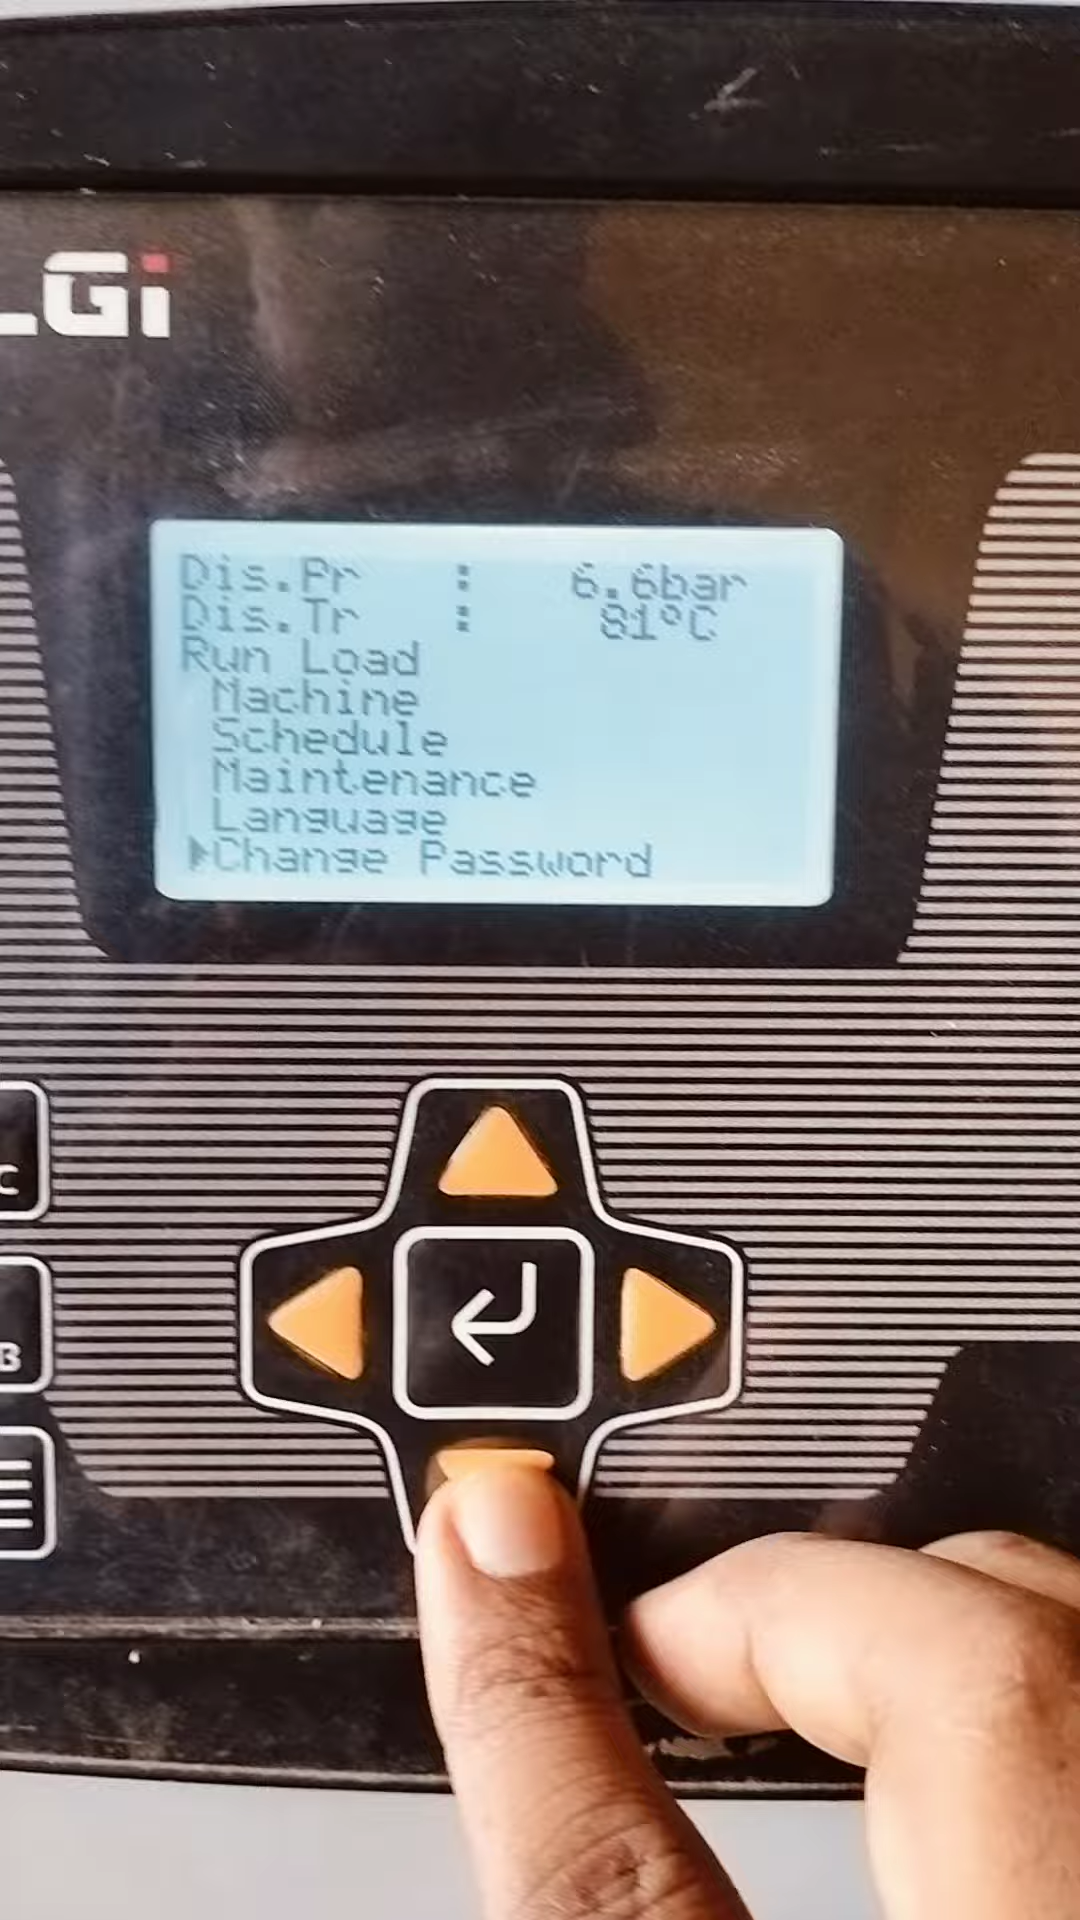 LGi
Dis.Pr : 6.6bar
Dis.Tr : 81°C
Run Load
Machine
Schedule
Maintenance
Language
Change Password
C
B